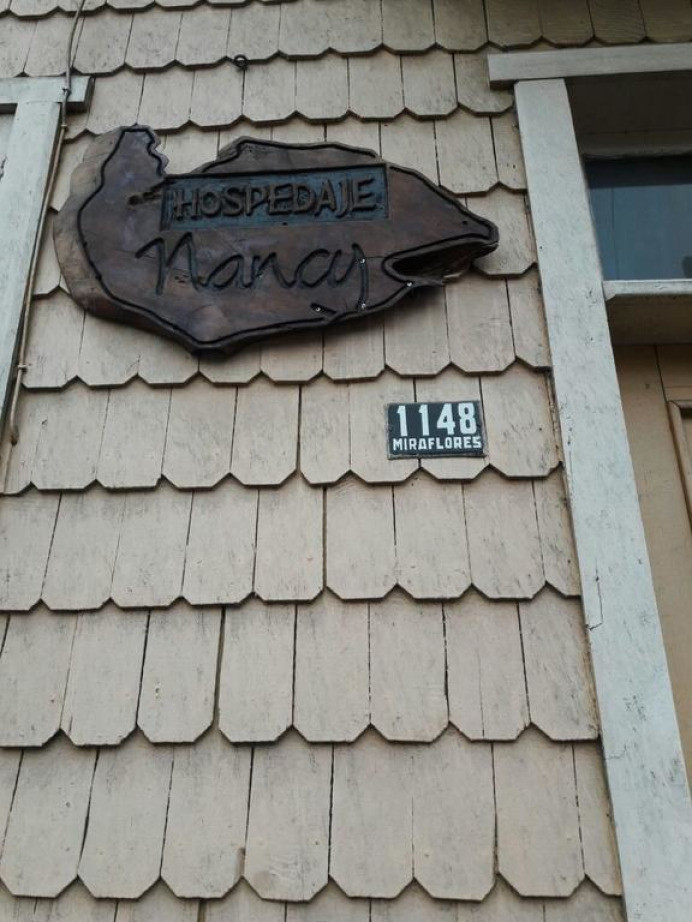 HOSPEDAJE
Nancy
1148
MIRAFLORES